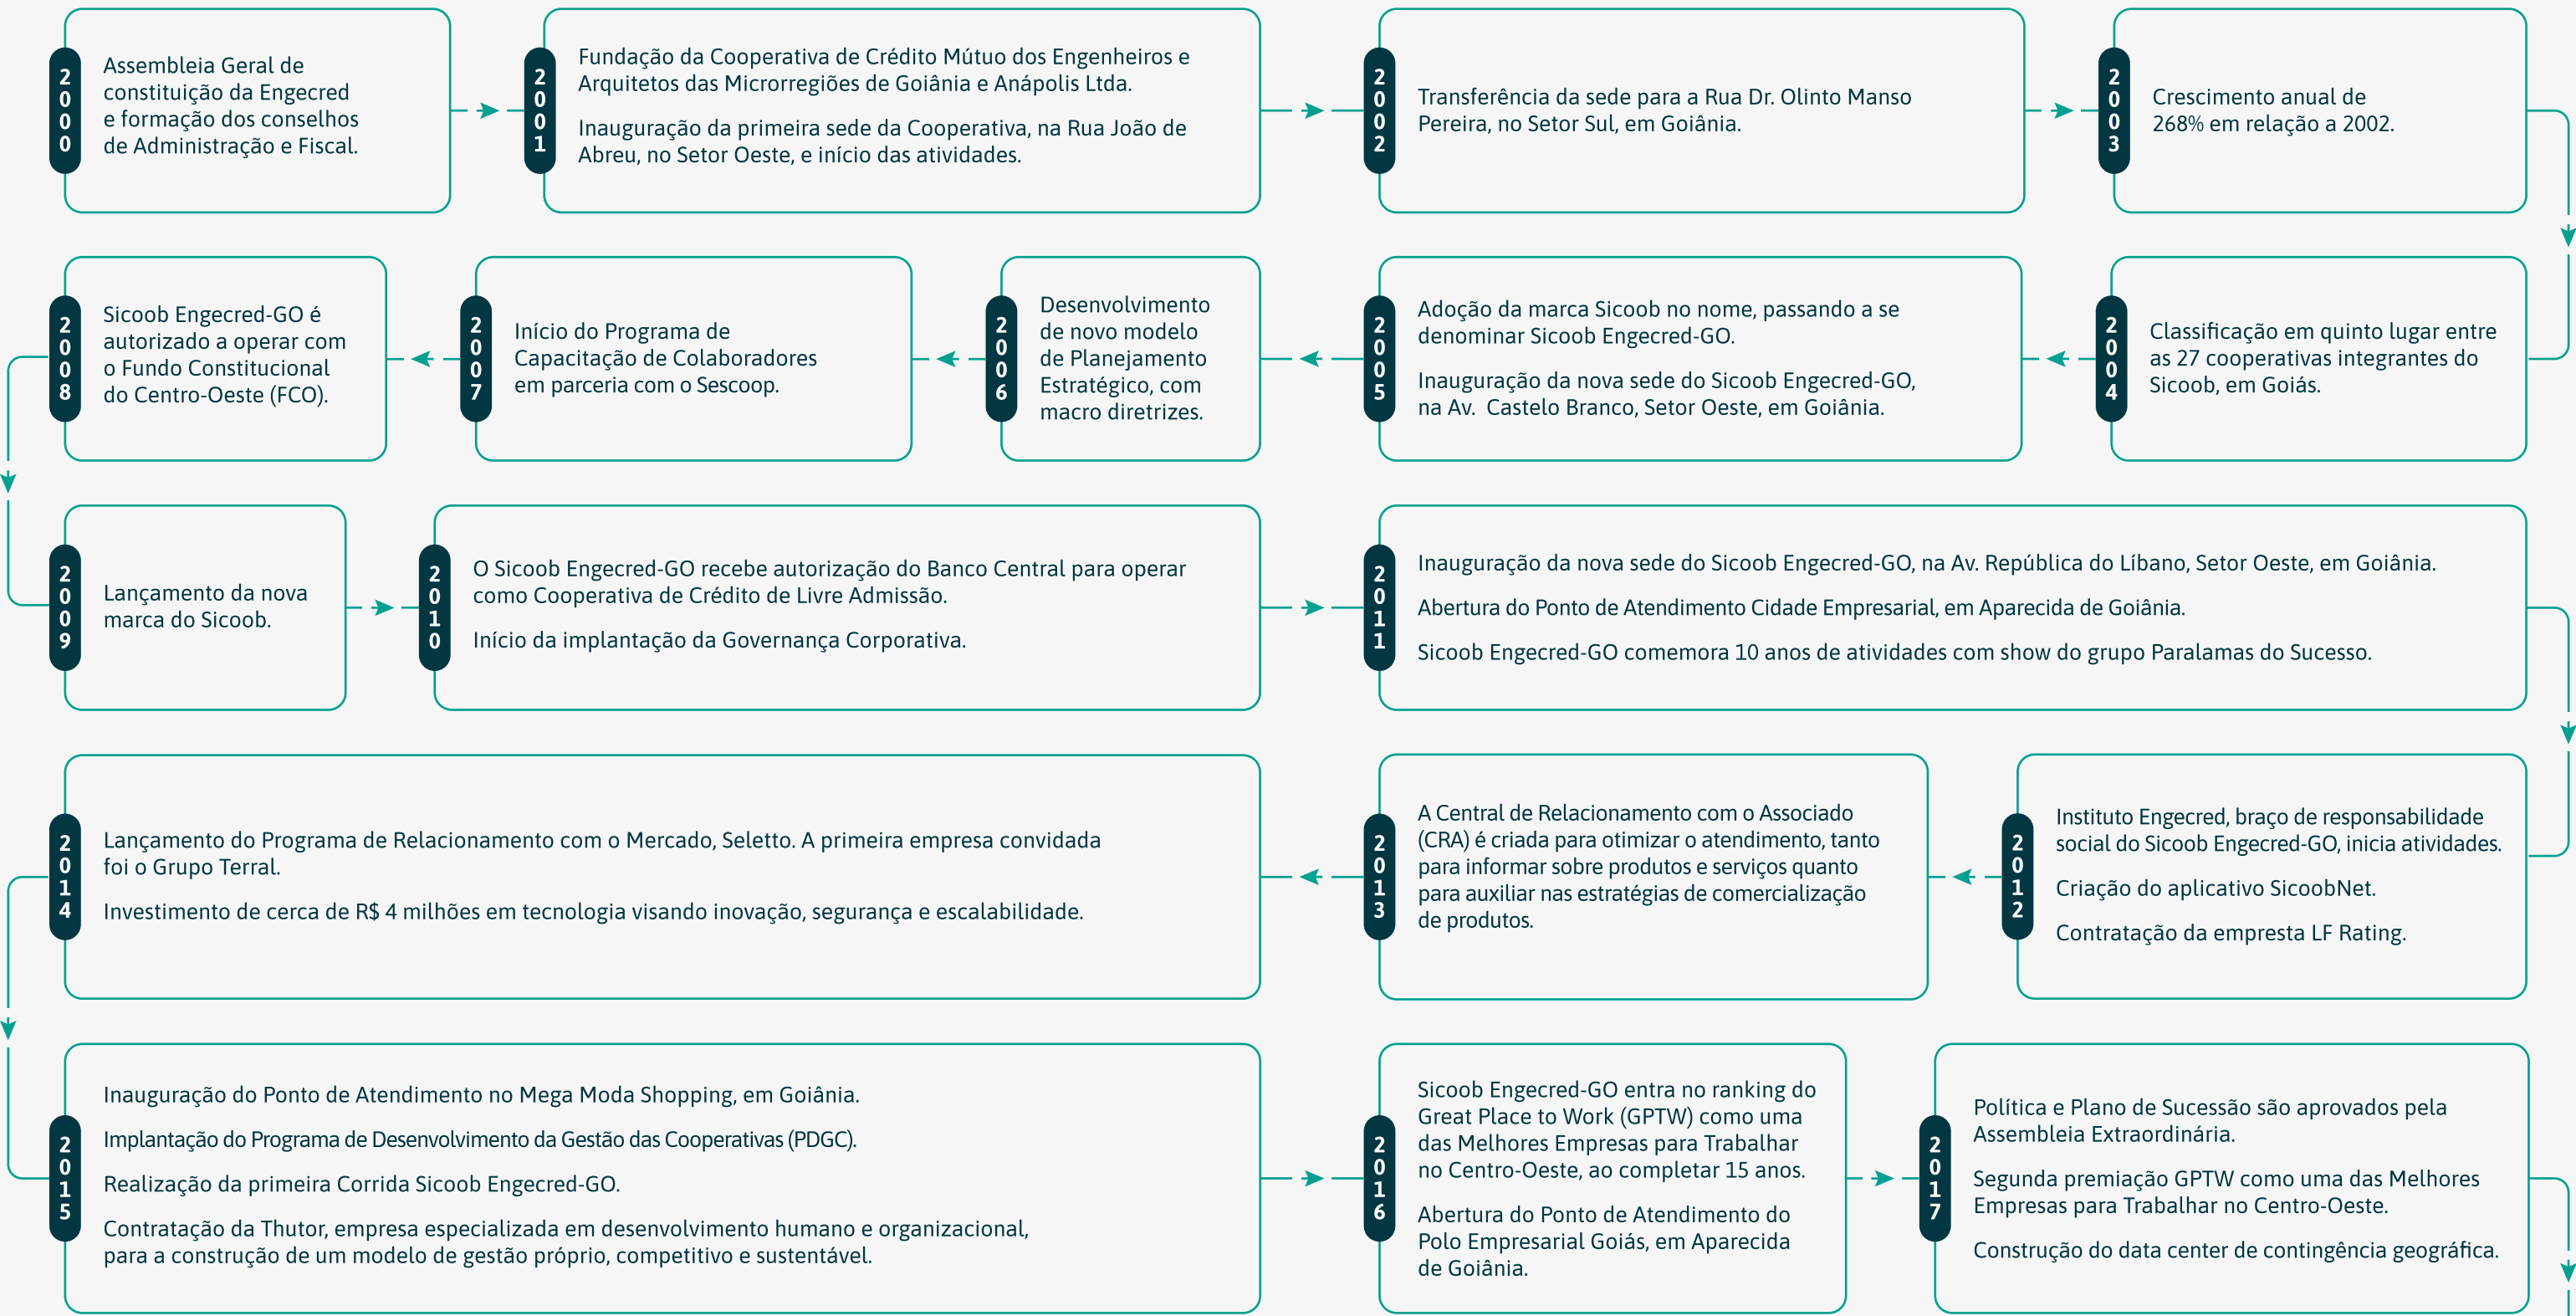 2000
Assembleia Geral de
constituição da Engecred
e formação dos conselhos
de Administração e Fiscal.
2001
Fundação da Cooperativa de Crédito Mútuo dos Engenheiros e
Arquitetos das Microrregiões de Goiânia e Anápolis Ltda.
Inauguração da primeira sede da Cooperativa, na Rua João de
Abreu, no Setor Oeste, e início das atividades.
2002
Transferência da sede para a Rua Dr. Olinto Manso
Pereira, no Setor Sul, em Goiânia.
2003
Crescimento anual de
268% em relação a 2002.
2004
Classificação em quinto lugar entre
as 27 cooperativas integrantes do
Sicoob, em Goiás.
2005
Adoção da marca Sicoob no nome, passando a se
denominar Sicoob Engecred-GO.
Inauguração da nova sede do Sicoob Engecred-GO,
na Av. Castelo Branco, Setor Oeste, em Goiânia.
2006
Desenvolvimento
de novo modelo
de Planejamento
Estratégico, com
macro diretrizes.
2007
Início do Programa de
Capacitação de Colaboradores
em parceria com o Sescoop.
2008
Sicoob Engecred-GO é
autorizado a operar com
o Fundo Constitucional
do Centro-Oeste (FCO).
2009
Lançamento da nova
marca do Sicoob.
2010
O Sicoob Engecred-GO recebe autorização do Banco Central para operar
como Cooperativa de Crédito de Livre Admissão.
Início da implantação da Governança Corporativa.
2011
Inauguração da nova sede do Sicoob Engecred-GO, na Av. República do Líbano, Setor Oeste, em Goiânia.
Abertura do Ponto de Atendimento Cidade Empresarial, em Aparecida de Goiânia.
Sicoob Engecred-GO comemora 10 anos de atividades com show do grupo Paralamas do Sucesso.
2012
Instituto Engecred, braço de responsabilidade
social do Sicoob Engecred-GO, inicia atividades.
Criação do aplicativo SicoobNet.
Contratação da empresta LF Rating.
2013
A Central de Relacionamento com o Associado
(CRA) é criada para otimizar o atendimento, tanto
para informar sobre produtos e serviços quanto
para auxiliar nas estratégias de comercialização
de produtos.
2014
Lançamento do Programa de Relacionamento com o Mercado, Seletto. A primeira empresa convidada
foi o Grupo Terral.
Investimento de cerca de R$ 4 milhões em tecnologia visando inovação, segurança e escalabilidade.
2015
Inauguração do Ponto de Atendimento no Mega Moda Shopping, em Goiânia.
Implantação do Programa de Desenvolvimento da Gestão das Cooperativas (PDGC).
Realização da primeira Corrida Sicoob Engecred-GO.
Contratação da Thutor, empresa especializada em desenvolvimento humano e organizacional,
para a construção de um modelo de gestão próprio, competitivo e sustentável.
2016
Sicoob Engecred-GO entra no ranking do
Great Place to Work (GPTW) como uma
das Melhores Empresas para Trabalhar
no Centro-Oeste, ao completar 15 anos.
Abertura do Ponto de Atendimento do
Polo Empresarial Goiás, em Aparecida
de Goiânia.
2017
Política e Plano de Sucessão são aprovados pela
Assembleia Extraordinária.
Segunda premiação GPTW como uma das Melhores
Empresas para Trabalhar no Centro-Oeste.
Construção do data center de contingência geográfica.